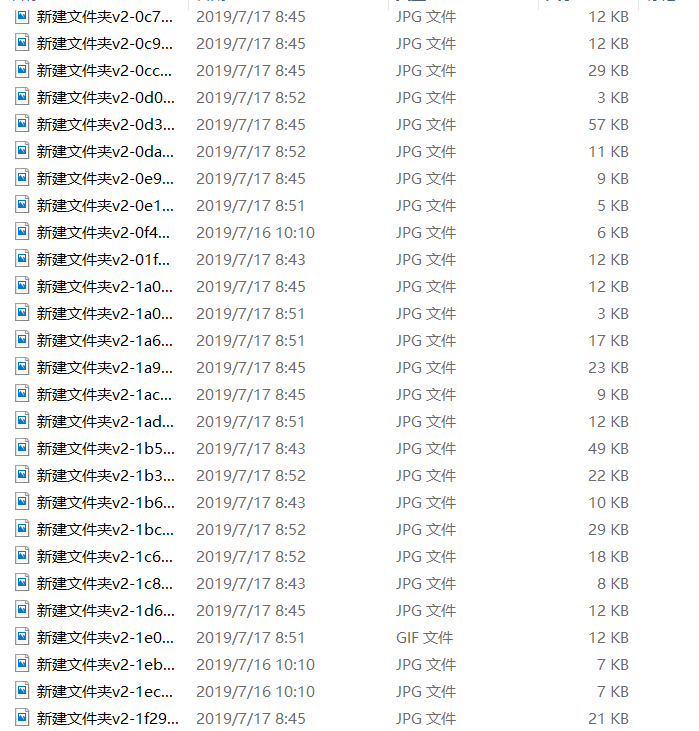 新建文件夹v2-0c7... 2019/7/17 8:45 JPG 文件 12 KB
新建文件夹v2-0c9... 2019/7/17 8:45 JPG 文件 12 KB
新建文件夹v2-0cc... 2019/7/17 8:45 JPG 文件 29 KB
新建文件夹v2-0d0... 2019/7/17 8:52 JPG 文件 3 KB
新建文件夹v2-0d3... 2019/7/17 8:45 JPG 文件 57 KB
新建文件夹v2-0da... 2019/7/17 8:52 JPG 文件 11 KB
新建文件夹v2-0e9... 2019/7/17 8:45 JPG 文件 9 KB
新建文件夹v2-0e1... 2019/7/17 8:51 JPG 文件 5 KB
新建文件夹v2-0f4... 2019/7/16 10:10 JPG 文件 6 KB
新建文件夹v2-01f... 2019/7/17 8:43 JPG 文件 12 KB
新建文件夹v2-1a0... 2019/7/17 8:45 JPG 文件 12 KB
新建文件夹v2-1a0... 2019/7/17 8:51 JPG 文件 3 KB
新建文件夹v2-1a6... 2019/7/17 8:51 JPG 文件 17 KB
新建文件夹v2-1a9... 2019/7/17 8:45 JPG 文件 23 KB
新建文件夹v2-1ac... 2019/7/17 8:45 JPG 文件 9 KB
新建文件夹v2-1ad... 2019/7/17 8:51 JPG 文件 12 KB
新建文件夹v2-1b5... 2019/7/17 8:43 JPG 文件 49 KB
新建文件夹v2-1b3... 2019/7/17 8:52 JPG 文件 22 KB
新建文件夹v2-1b6... 2019/7/17 8:43 JPG 文件 10 KB
新建文件夹v2-1bc... 2019/7/17 8:52 JPG 文件 29 KB
新建文件夹v2-1c6... 2019/7/17 8:52 JPG 文件 18 KB
新建文件夹v2-1c8... 2019/7/17 8:43 JPG 文件 8 KB
新建文件夹v2-1d6... 2019/7/17 8:45 JPG 文件 12 KB
新建文件夹v2-1e0... 2019/7/17 8:51 GIF 文件 12 KB
新建文件夹v2-1eb... 2019/7/16 10:10 JPG 文件 7 KB
新建文件夹v2-1ec... 2019/7/16 10:10 JPG 文件 7 KB
新建文件夹v2-1f29... 2019/7/17 8:45 JPG 文件 21 KB